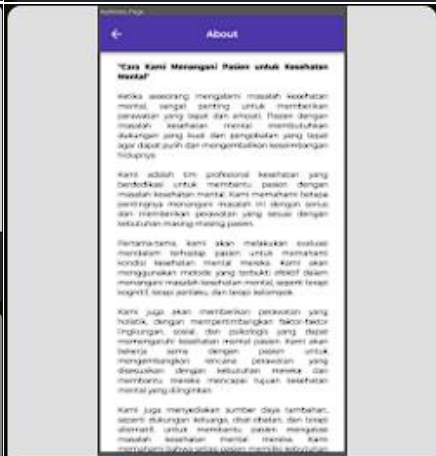 About
"Cara Kami Menangani Pasien untuk Kesehatan
Mental"
Ketika seseorang mengalami masalah kesehatan
mental, sangat penting untuk memberikan
perawatan yang tepat dan empati. Pasien dengan
masalah kesehatan mental membutuhkan
dukungan yang kuat dan pengobatan yang tepat
agar dapat pulih dan mengembalikan keseimbangan
hidupnya.
Kami adalah tim profesional kesehatan yang
berdedikasi untuk membantu pasien dengan
masalah kesehatan mental. Kami memahami betapa
pentingnya menangani masalah ini dengan serius
dan memberikan perawatan yang sesuai dengan
kebutuhan masing-masing pasien.
Pertama-tama, kami akan melakukan evaluasi
mendalam terhadap pasien untuk memahami
kondisi kesehatan mental mereka. Kami akan
menggunakan metode yang terbukti efektif dalam
menangani masalah kesehatan mental, seperti terapi
kognitif, terapi perilaku, dan terapi kelompok.
Kami juga akan memberikan perawatan yang
holistik, dengan mempertimbangkan faktor-faktor
lingkungan, sosial, dan psikologis yang dapat
memengaruhi kesehatan mental pasien. Kami akan
bekerja sama dengan pasien untuk
mengembangkan rencana perawatan yang
disesuaikan dengan kebutuhan mereka dan
membantu mereka mencapai tujuan kesehatan
mental yang diinginkan.
Kami juga menyediakan sumber daya tambahan,
seperti dukungan keluarga, obat-obatan, dan terapi
alternatif, untuk membantu pasien mengatasi
masalah kesehatan mental mereka. Kami
memahami bahwa setiap pasien memiliki kebutuhan